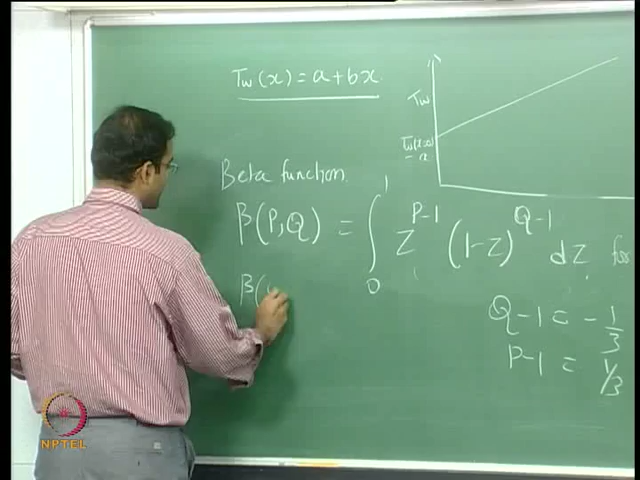 Tw(x) = a + bx.
Tw
Tw(x=0) = a
Beta function.
β(P,Q) = ∫₀¹ Z^(P-1) (1-Z)^(Q-1) dZ for
Q-1 = -1/3
P-1 = 1/3
β(
NPTEL